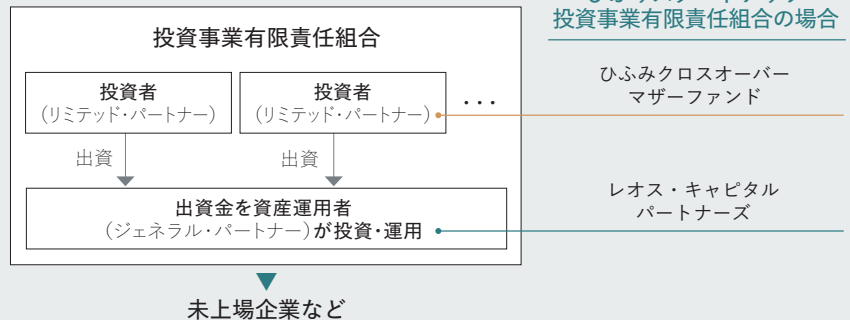 投資事業有限責任組合の場合
投資事業有限責任組合
投資者
(リミテッド・パートナー)
投資者
(リミテッド・パートナー)
・・・
ひふみクロスオーバー
マザーファンド
出資
出資
出資金を資産運用者
(ジェネラル・パートナー)が投資・運用
レオス・キャピタル
パートナーズ
未上場企業など